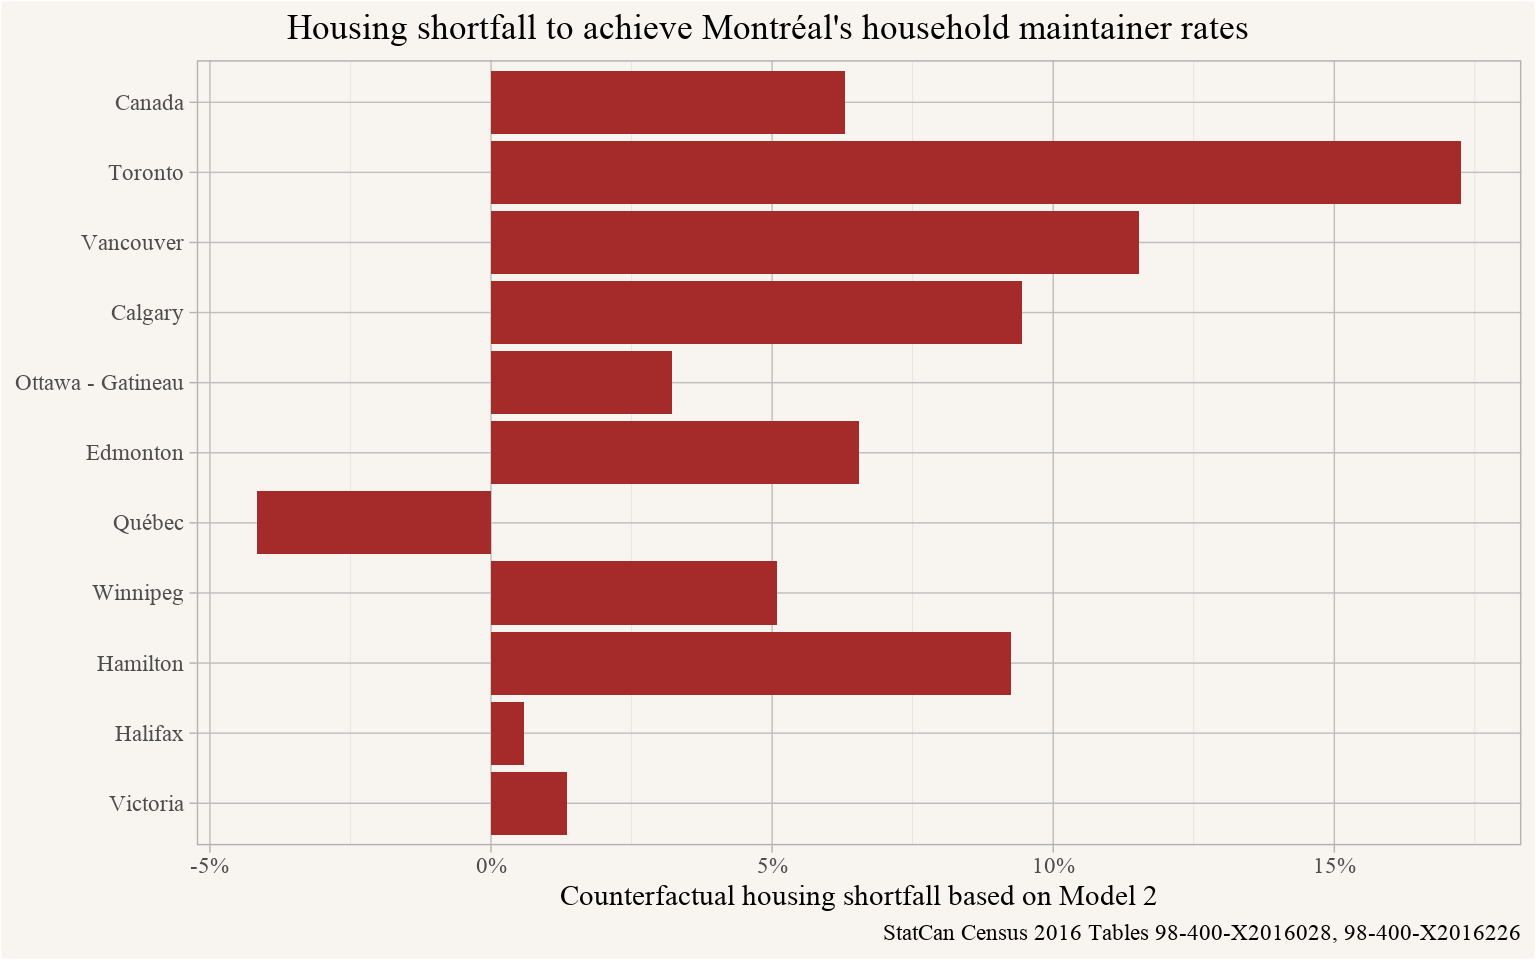 Housing shortfall to achieve Montréal's household maintainer rates
Canada
Toronto
Vancouver
Calgary
Ottawa - Gatineau
Edmonton
Québec
Winnipeg
Hamilton
Halifax
Victoria
-5% 0% 5% 10% 15%
Counterfactual housing shortfall based on Model 2
StatCan Census 2016 Tables 98-400-X2016028, 98-400-X2016226